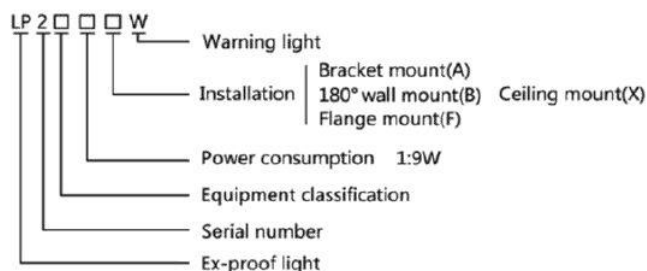 LP 2 □ □ □ W
Warning light
Bracket mount(A)
Installation 180° wall mount(B) Ceiling mount(X)
Flange mount(F)
Power consumption 1:9W
Equipment classification
Serial number
Ex-proof light